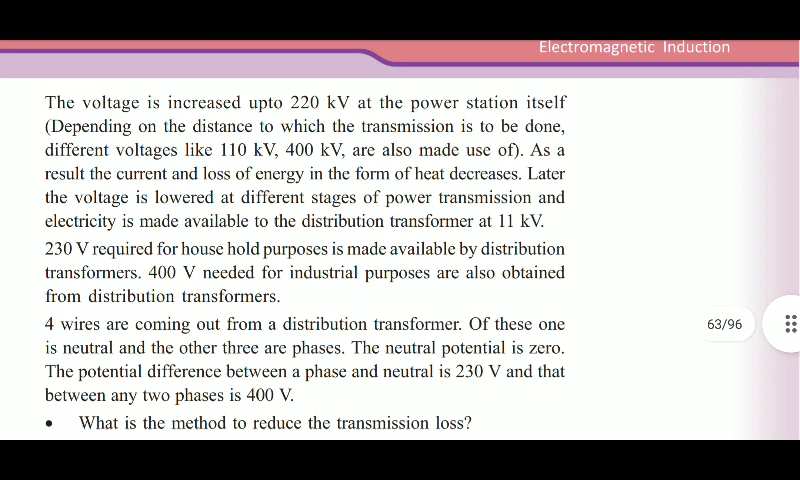 Electromagnetic Induction
The voltage is increased upto 220 kV at the power station itself
(Depending on the distance to which the transmission is to be done,
different voltages like 110 kV, 400 kV, are also made use of). As a
result the current and loss of energy in the form of heat decreases. Later
the voltage is lowered at different stages of power transmission and
electricity is made available to the distribution transformer at 11 kV.
230 V required for house hold purposes is made available by distribution
transformers. 400 V needed for industrial purposes are also obtained
from distribution transformers.
63/96
4 wires are coming out from a distribution transformer. Of these one
is neutral and the other three are phases. The neutral potential is zero.
The potential difference between a phase and neutral is 230 V and that
between any two phases is 400 V.
• What is the method to reduce the transmission loss?